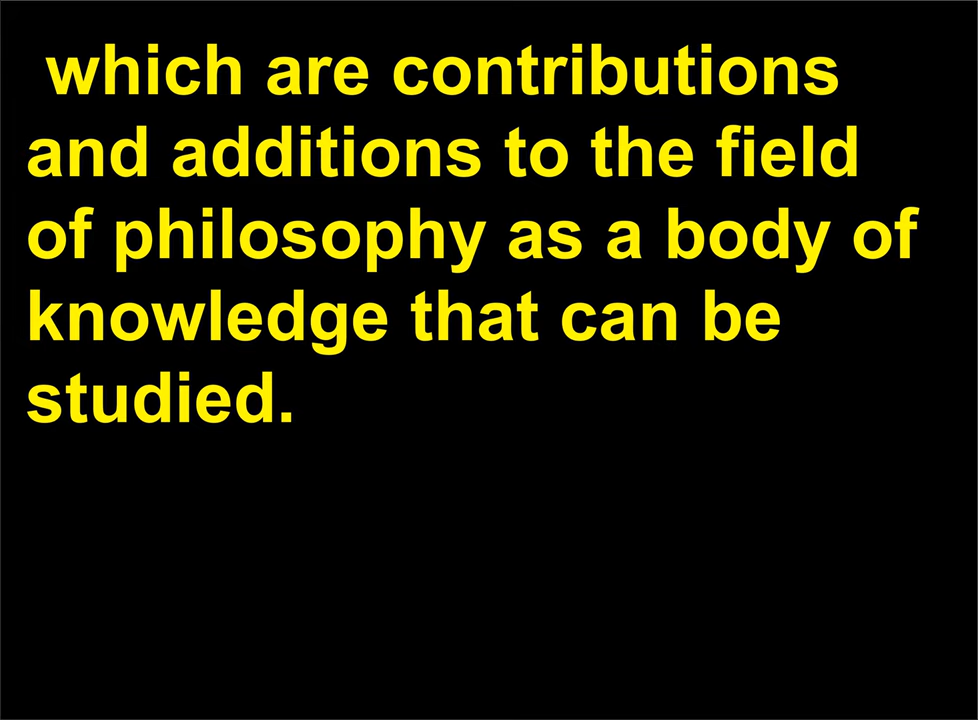 which are contributions
and additions to the field
of philosophy as a body of
knowledge that can be
studied.